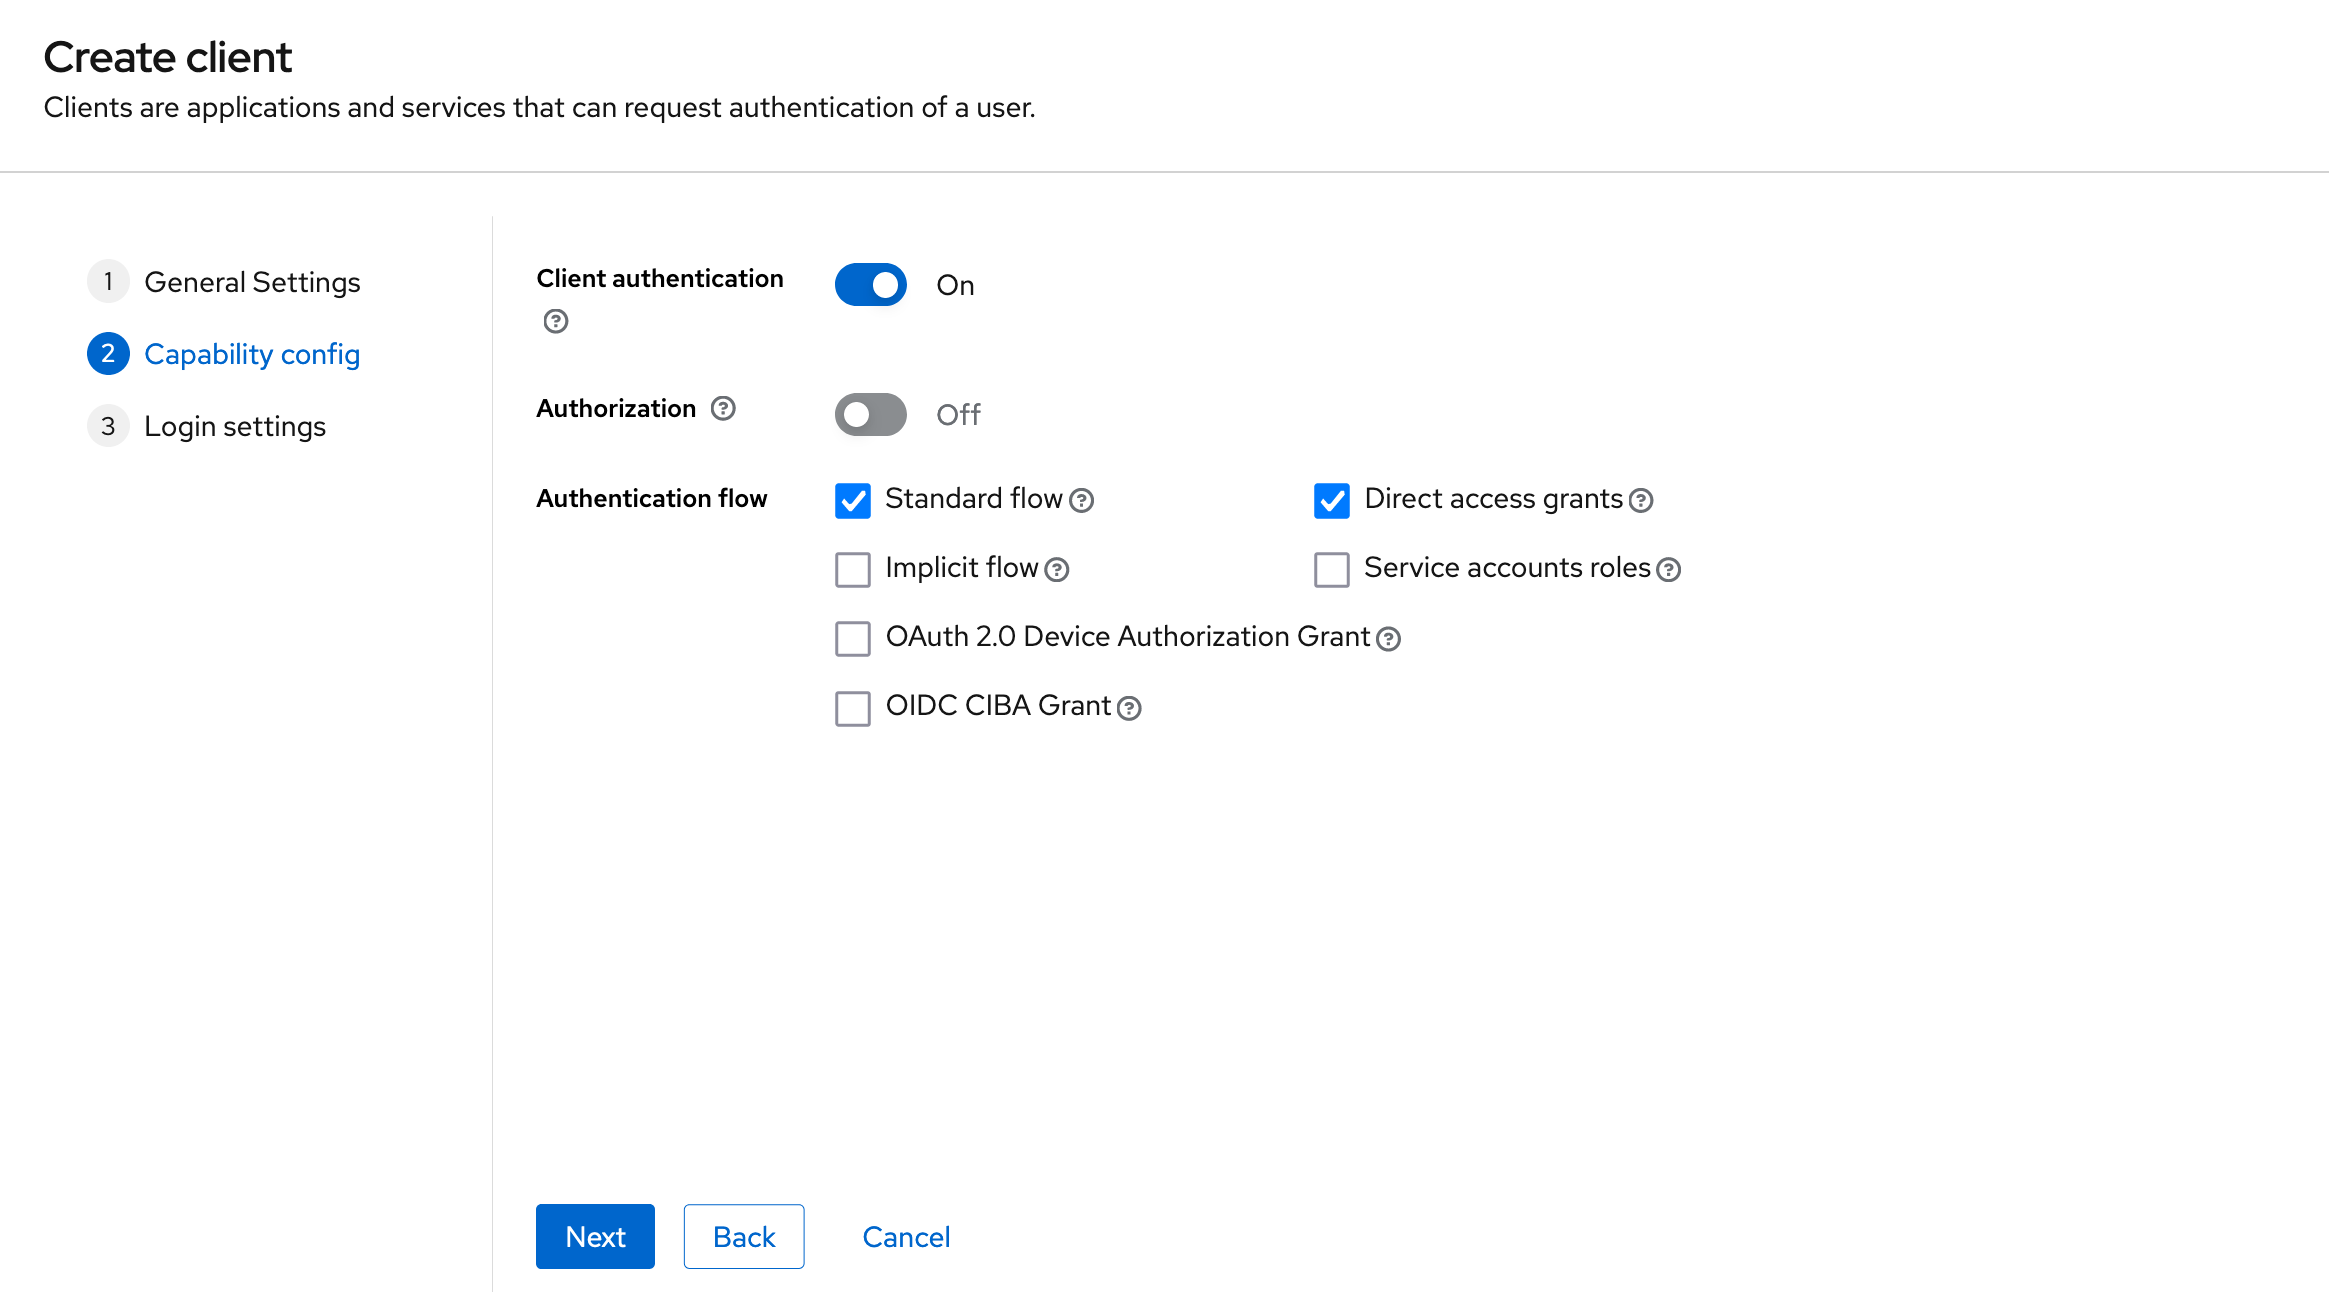 Create client
Clients are applications and services that can request authentication of a user.
1 General Settings
2 Capability config
3 Login settings
Client authentication
On
Authorization
Off
Authentication flow
Standard flow
Direct access grants
Implicit flow
Service accounts roles
OAuth 2.0 Device Authorization Grant
OIDC CIBA Grant
Next
Back
Cancel